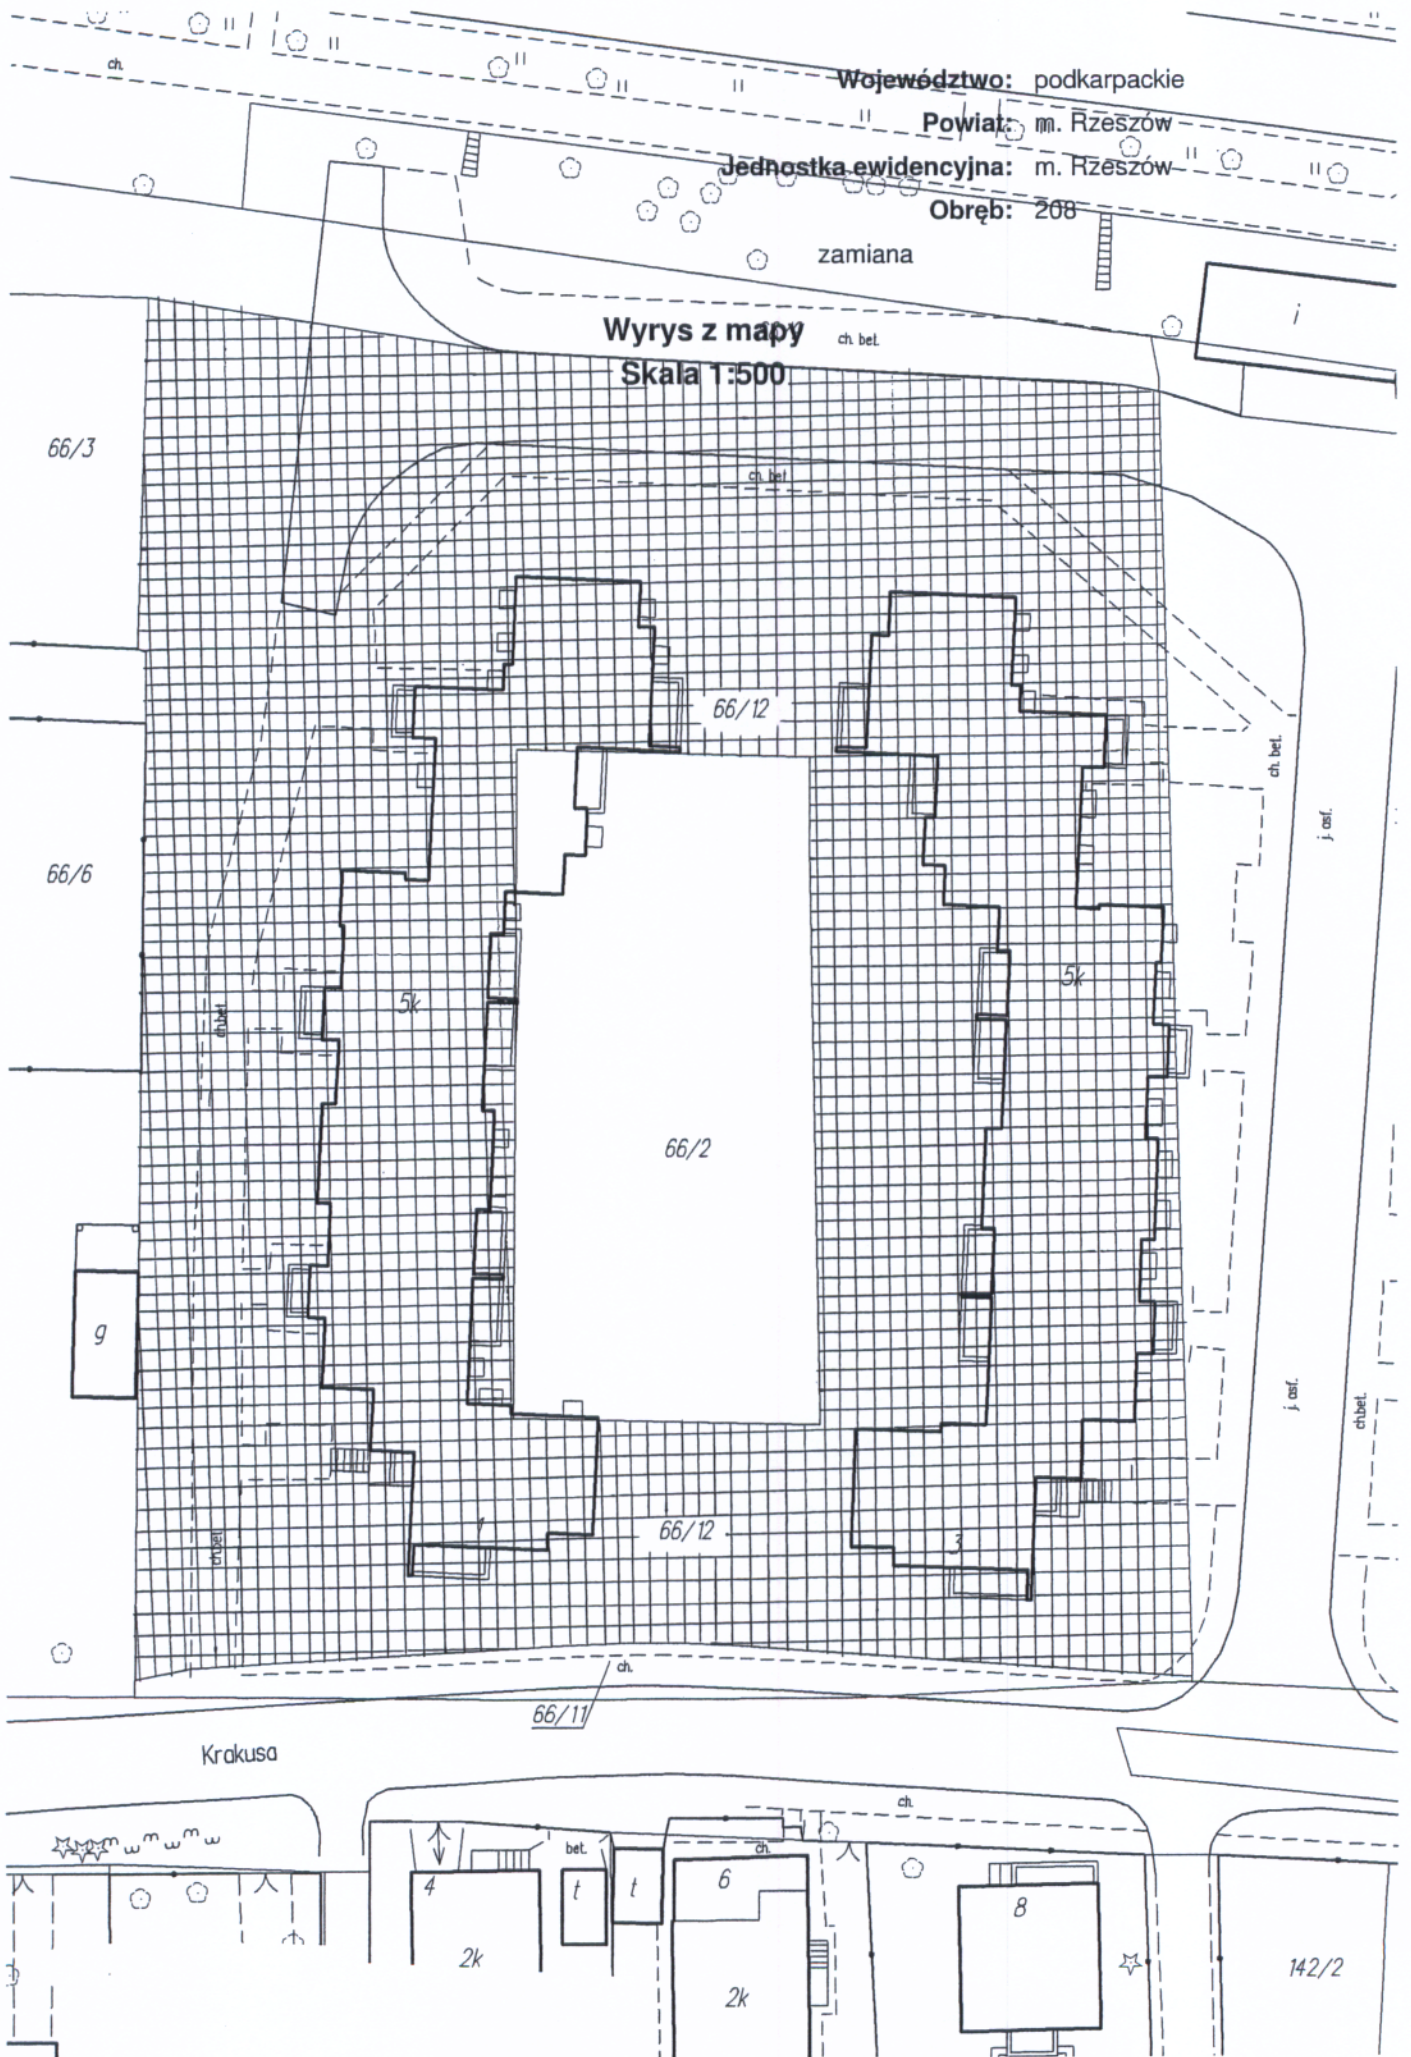 ch.
Województwo: podkarpackie
Powiat: m. Rzeszów
Jednostka ewidencyjna: m. Rzeszów
Obręb: 208
zamiana
i
Wyrys z mapy
ch. bet.
Skala 1:500
66/3
ch. bet
66/12
ch. bet.
j. asf.
66/6
5k
5k
ch.bet.
66/2
g
j. asf.
ch.bet.
1
66/12
3
ch.bet.
ch.
66/11
Krakusa
ch.
bet.
ch.
4
t
t
6
8
2k
2k
142/2